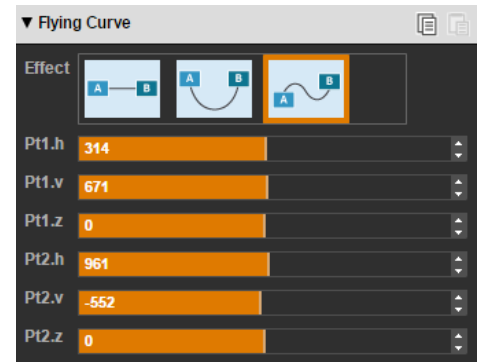 ▼ Flying Curve
Effect
A B A B A B
Pt1.h 314
Pt1.v 671
Pt1.z 0
Pt2.h 961
Pt2.v -552
Pt2.z 0